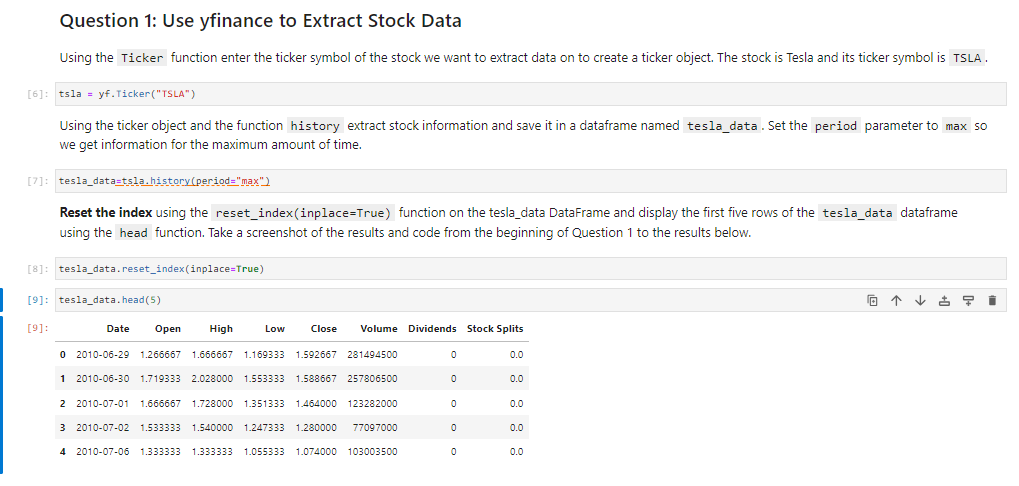 Question 1: Use yfinance to Extract Stock Data
Using the Ticker function enter the ticker symbol of the stock we want to extract data on to create a ticker object. The stock is Tesla and its ticker symbol is TSLA .
[6]: tsla = yf.Ticker("TSLA")
Using the ticker object and the function history extract stock information and save it in a dataframe named tesla_data . Set the period parameter to max so
we get information for the maximum amount of time.
[7]: tesla_data=tsla.history(period="max")
Reset the index using the reset_index(inplace=True) function on the tesla_data DataFrame and display the first five rows of the tesla_data dataframe
using the head function. Take a screenshot of the results and code from the beginning of Question 1 to the results below.
[8]: tesla_data.reset_index(inplace=True)
[9]: tesla_data.head(5)
[9]: Date Open High Low Close Volume Dividends Stock Splits
0 2010-06-29 1.266667 1.666667 1.169333 1.592667 281494500 0 0.0
1 2010-06-30 1.719333 2.028000 1.553333 1.588667 257806500 0 0.0
2 2010-07-01 1.666667 1.728000 1.351333 1.464000 123282000 0 0.0
3 2010-07-02 1.533333 1.540000 1.247333 1.280000 77097000 0 0.0
4 2010-07-06 1.333333 1.333333 1.055333 1.074000 103003500 0 0.0